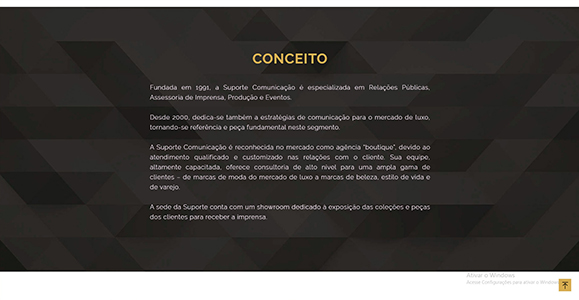 CONCEITO
Fundada em 1991, a Suporte Comunicação é especializada em Relações Públicas,
Assessoria de Imprensa, Produção e Eventos.
Desde 2000, dedica-se também a estratégias de comunicação para o mercado de luxo,
tornando-se referência e peça fundamental neste segmento.
A Suporte Comunicação é reconhecida no mercado como agência "boutique", devido ao
atendimento qualificado e customizado nas relações com o cliente. Sua equipe,
altamente capacitada, oferece consultoria de alto nível para uma ampla gama de
clientes – de marcas de moda do mercado de luxo a marcas de beleza, estilo de vida e
de varejo.
A sede da Suporte conta com um showroom dedicado à exposição das coleções e peças
dos clientes para receber a imprensa.
Ativar o Windows
Acesse Configurações para ativar o Windows